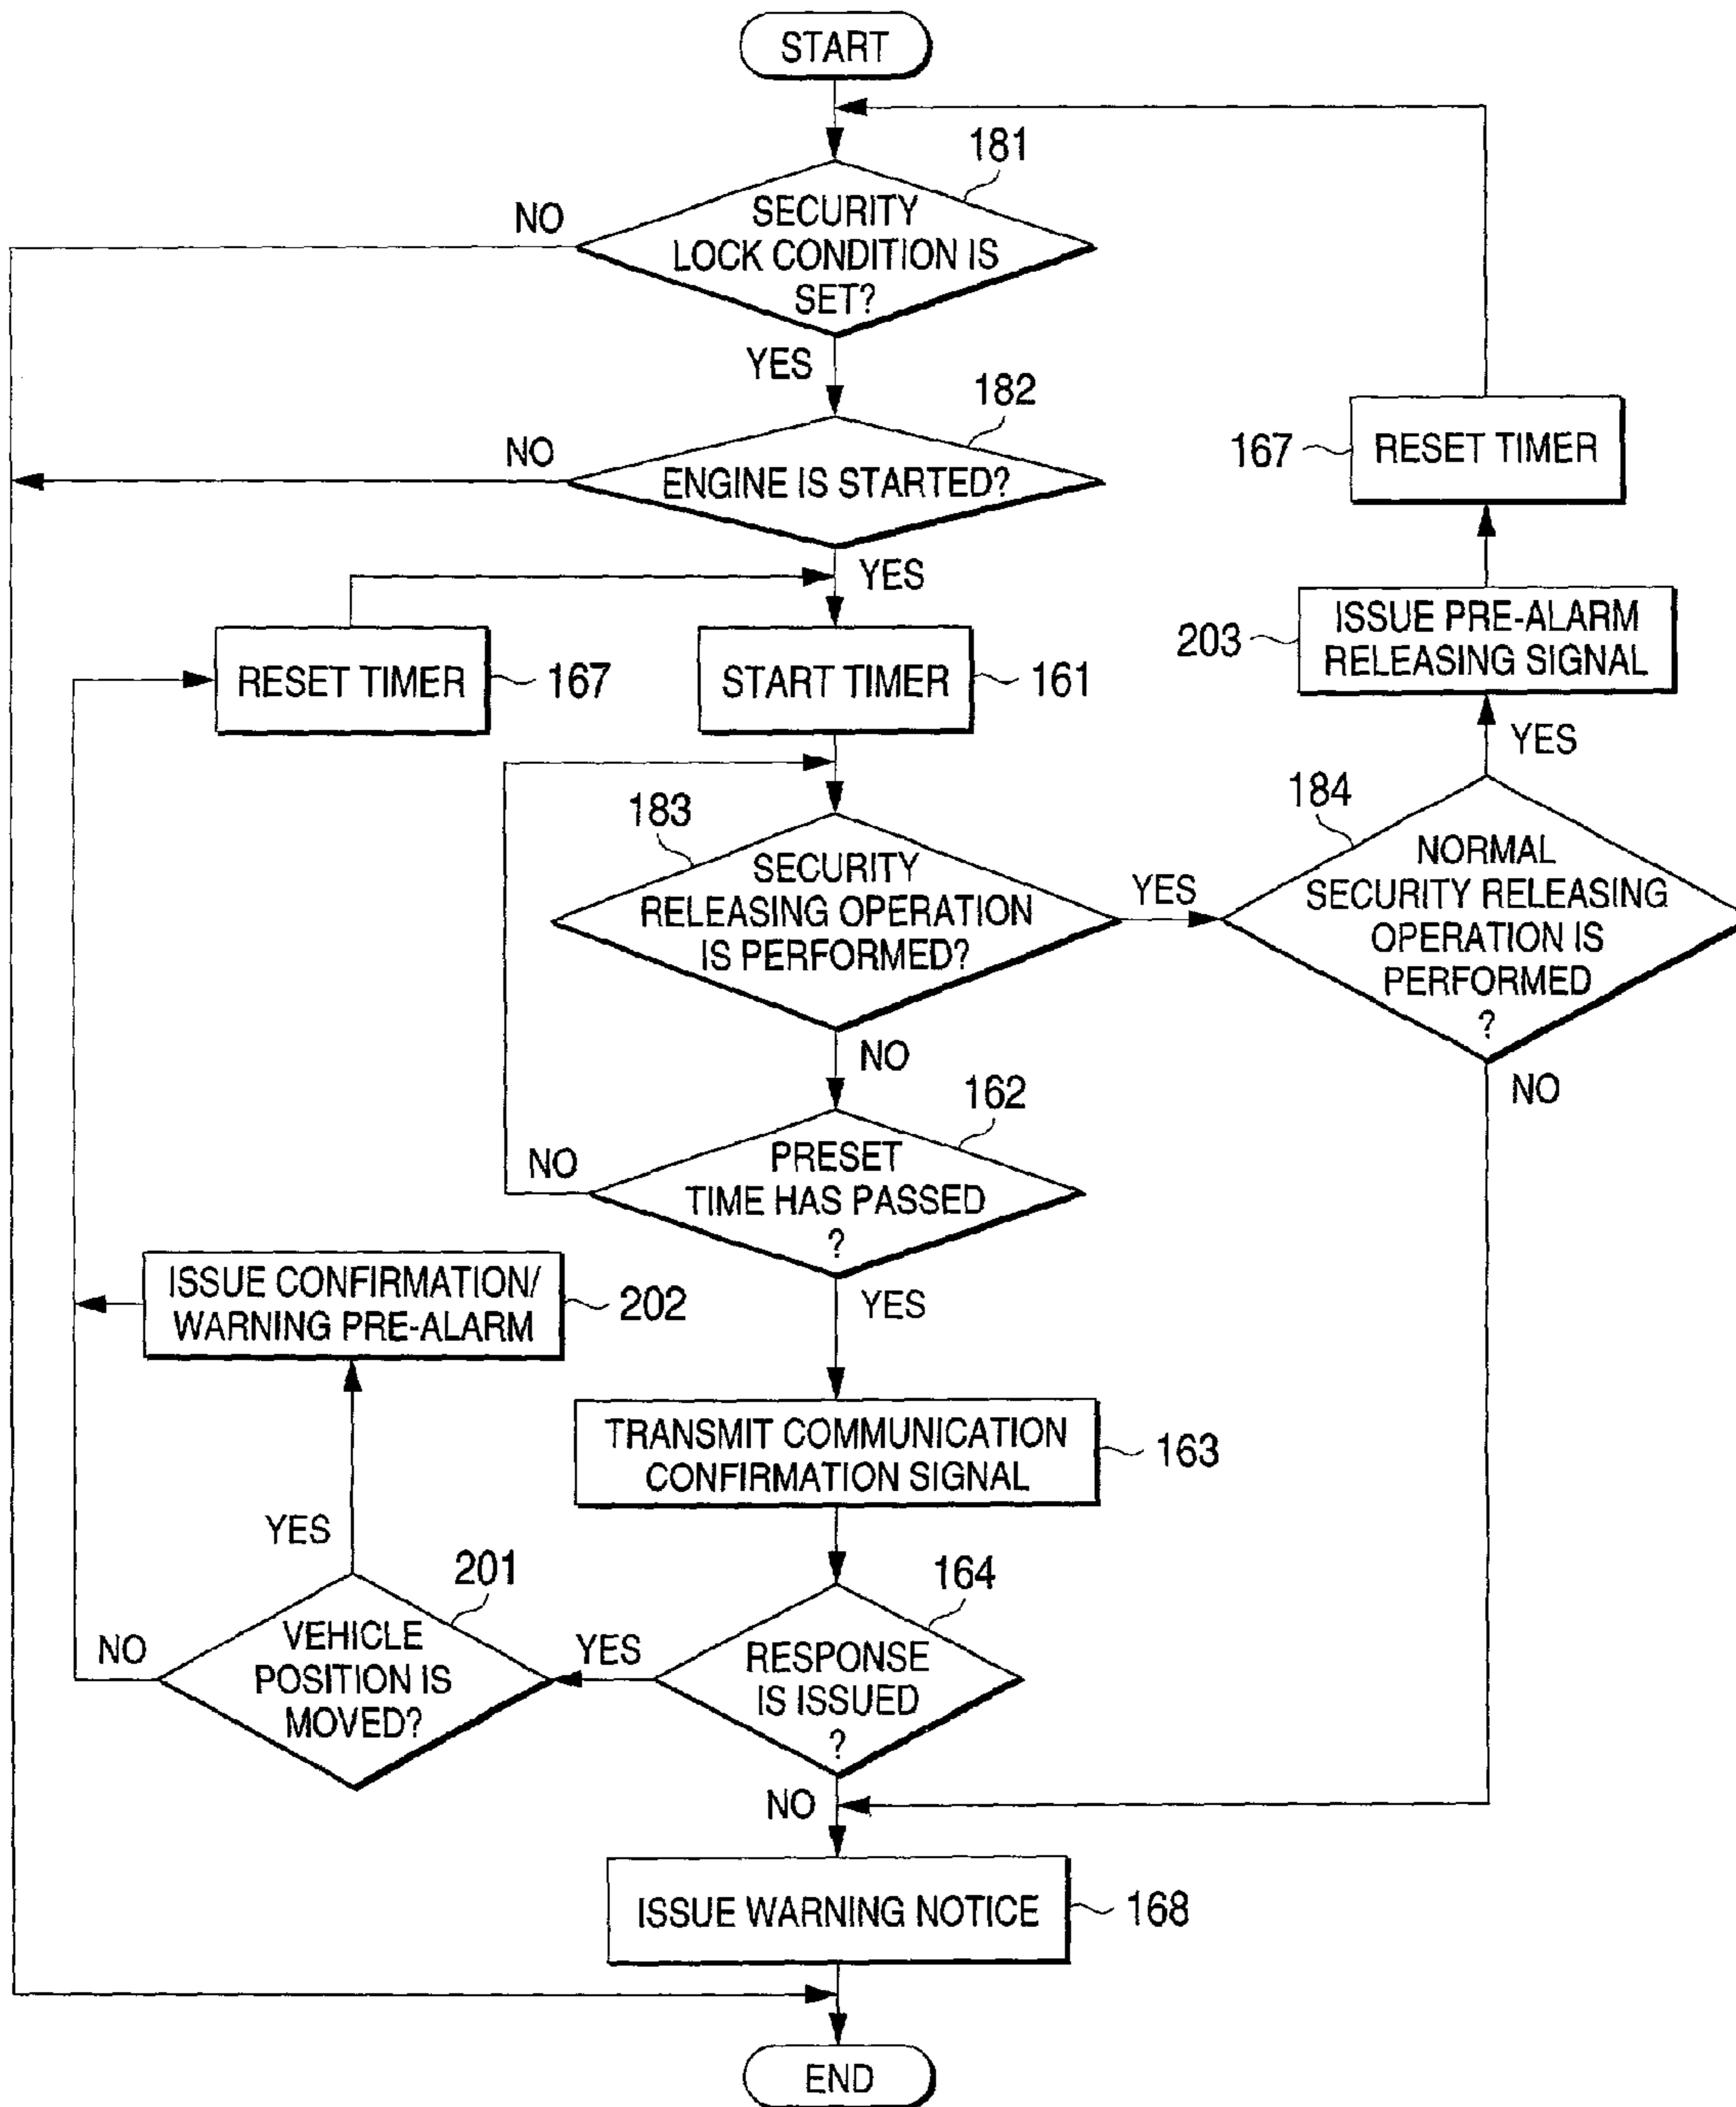 START
181
SECURITY
LOCK CONDITION IS
SET?
NO
YES
182
ENGINE IS STARTED?
NO
YES
167
RESET TIMER
RESET TIMER
167
START TIMER
161
203
ISSUE PRE-ALARM
RELEASING SIGNAL
YES
183
SECURITY
RELEASING OPERATION
IS PERFORMED?
YES
NO
184
NORMAL
SECURITY RELEASING
OPERATION IS
PERFORMED
?
NO
162
PRESET
TIME HAS PASSED
?
NO
YES
ISSUE CONFIRMATION/
WARNING PRE-ALARM
202
TRANSMIT COMMUNICATION
CONFIRMATION SIGNAL
163
YES
201
VEHICLE
POSITION IS
MOVED?
NO
YES
164
RESPONSE
IS ISSUED
?
NO
ISSUE WARNING NOTICE
168
END